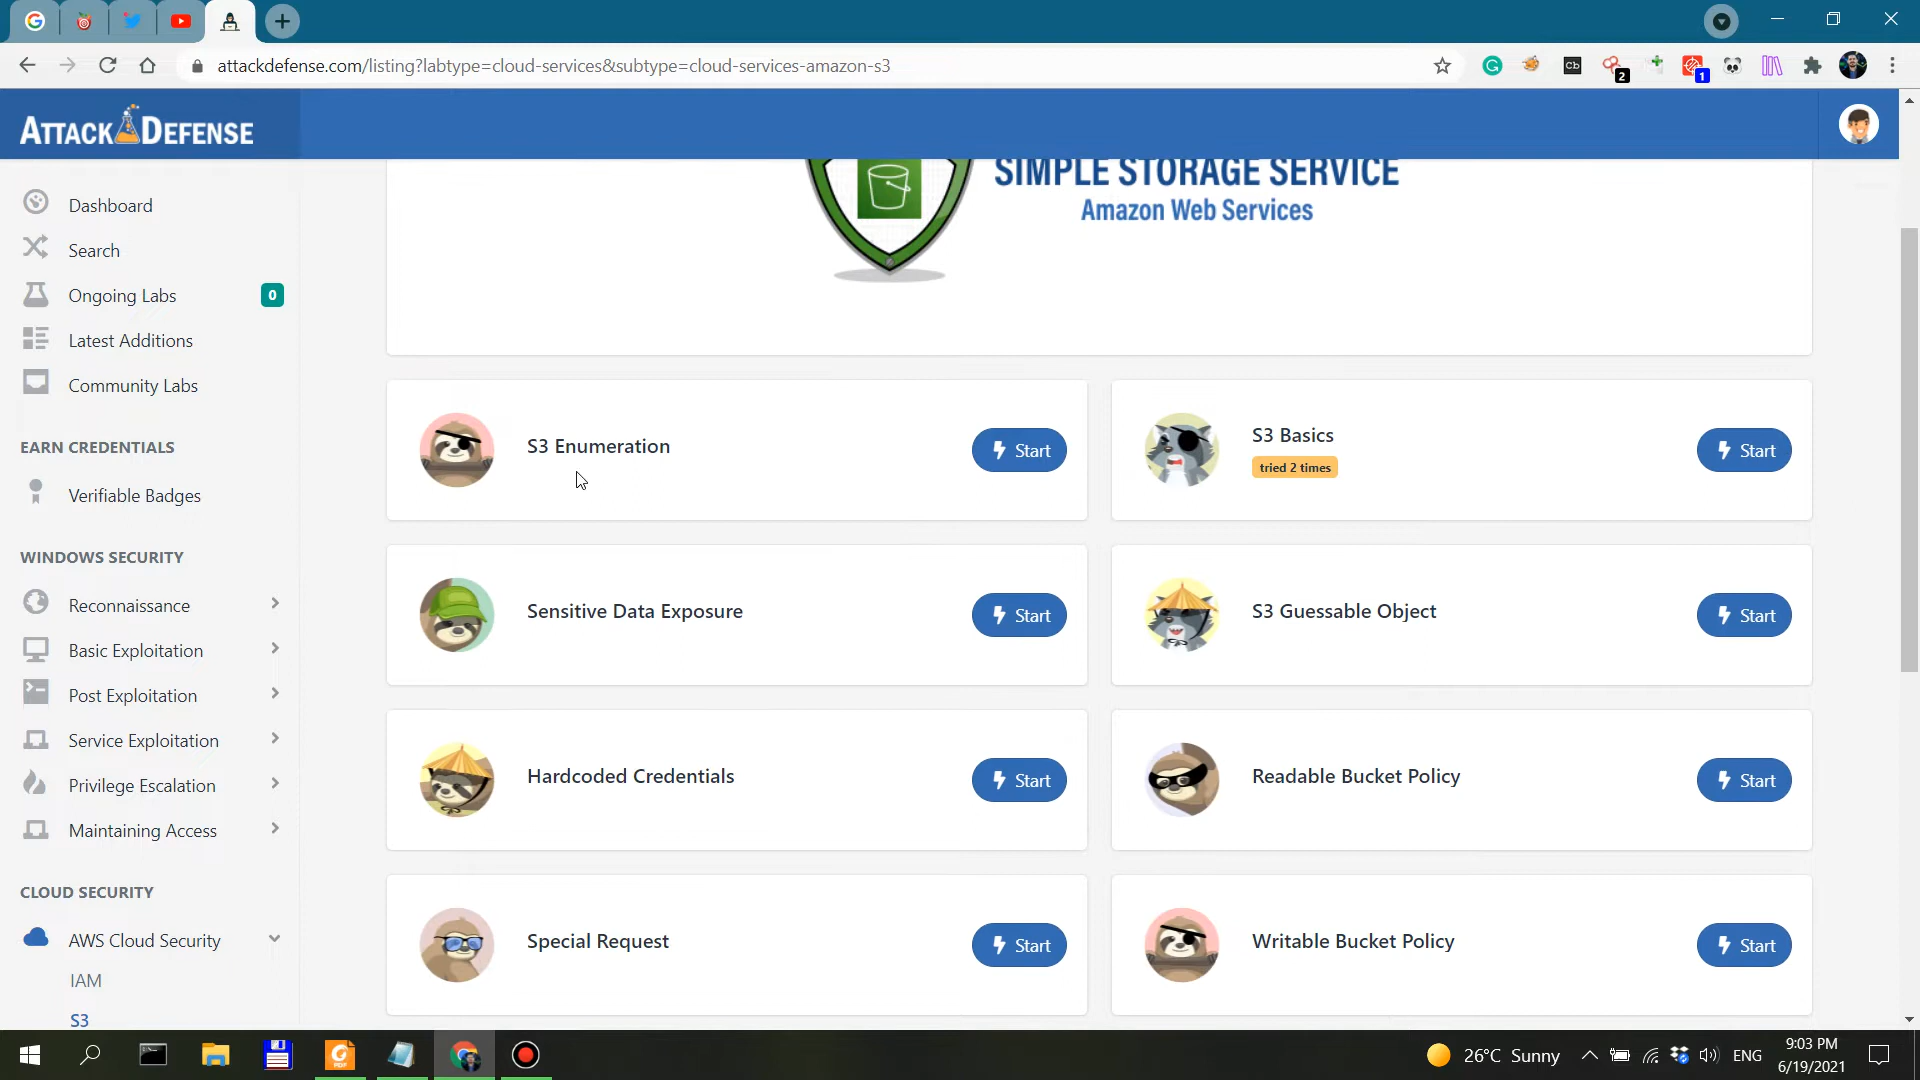 attackdefense.com/listing?labtype=cloud-services&subtype=cloud-services-amazon-s3
Cb
2
1
ATTACK DEFENSE
SIMPLE STORAGE SERVICE
Amazon Web Services
Dashboard
Search
Ongoing Labs
0
Latest Additions
Community Labs
EARN CREDENTIALS
Verifiable Badges
WINDOWS SECURITY
Reconnaissance
Basic Exploitation
Post Exploitation
Service Exploitation
Privilege Escalation
Maintaining Access
CLOUD SECURITY
AWS Cloud Security
IAM
S3
S3 Enumeration
Start
S3 Basics
tried 2 times
Start
Sensitive Data Exposure
Start
S3 Guessable Object
Start
Hardcoded Credentials
Start
Readable Bucket Policy
Start
Special Request
Start
Writable Bucket Policy
Start
26°C Sunny
ENG
9:03 PM
6/19/2021